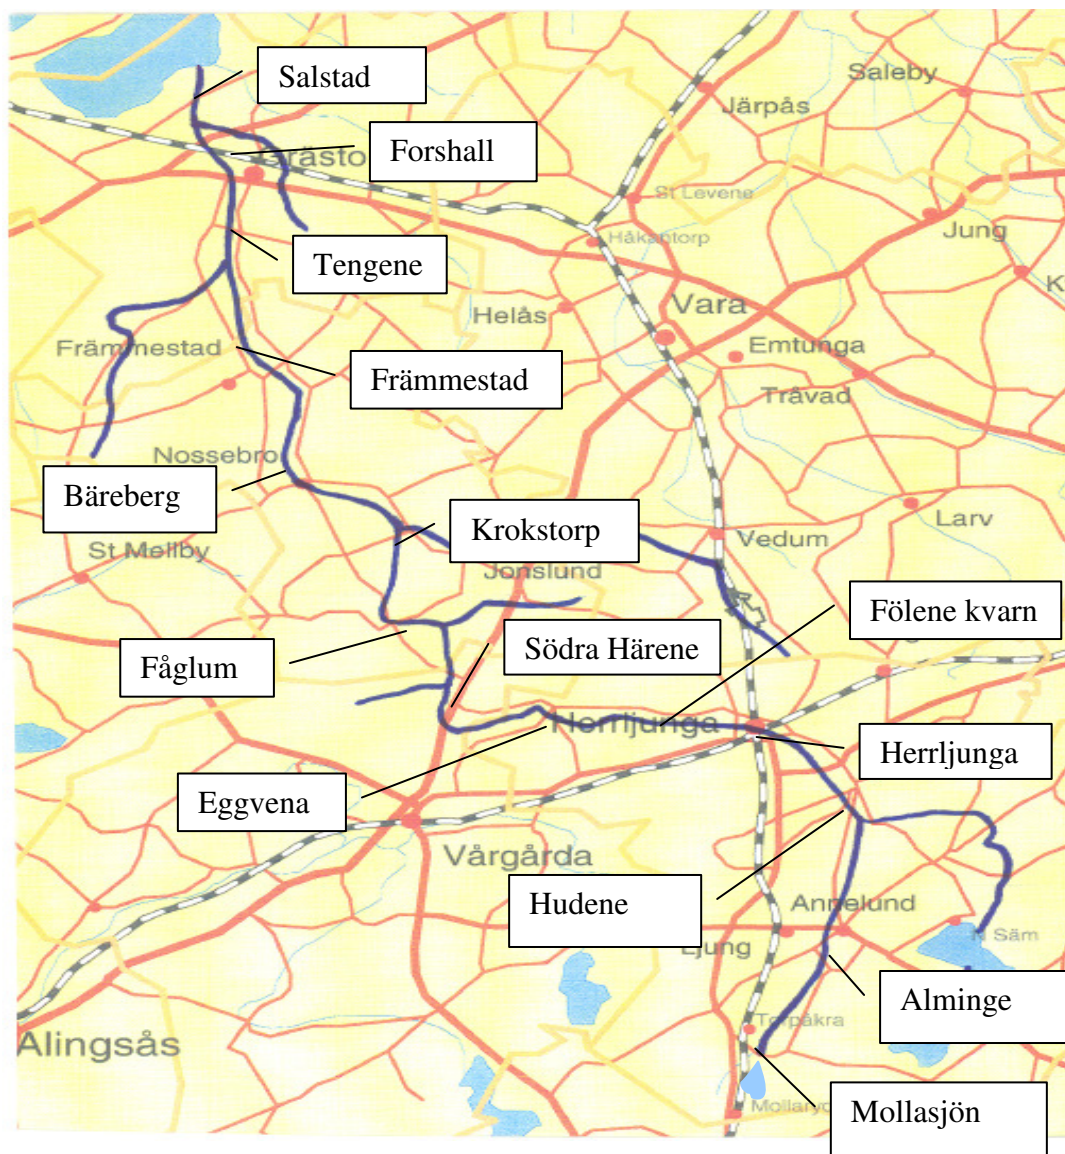 Salstad
Saleby
Järpås
Forshall
St Levene
Jung
Håkantorp
Tengene
Vara
Helås
Främmestad
Emtunga
Främmestad
Tråvad
Nossebro
Bäreberg
Larv
Krokstorp
Vedum
St Mellby
Jonslund
Fölene kvarn
Södra Härene
Fåglum
Herrljunga
Herrljunga
Eggvena
Vårgårda
Hudene
Annelund
N Säm
Ljung
Alminge
Torpåkra
Alingsås
Mollasjön